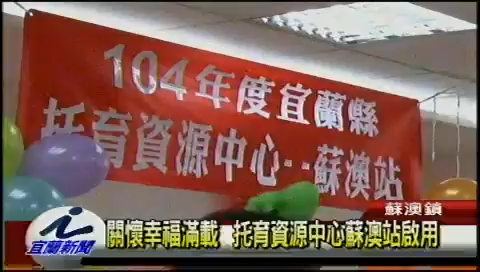 104年度宜蘭縣
托育資源中心--蘇澳站
蘇澳鎮
關懷幸福滿載 托育資源中心蘇澳站啟用
宜蘭新聞